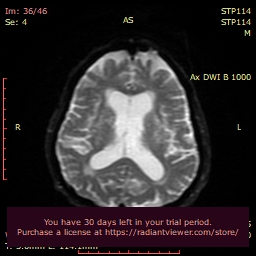 Im: 36/46
Se: 4
AS
STP114
STP114
M
Ax DWI B 1000
R
L
You have 30 days left in your trial period.
Purchase a license at https://radiantviewer.com/store/